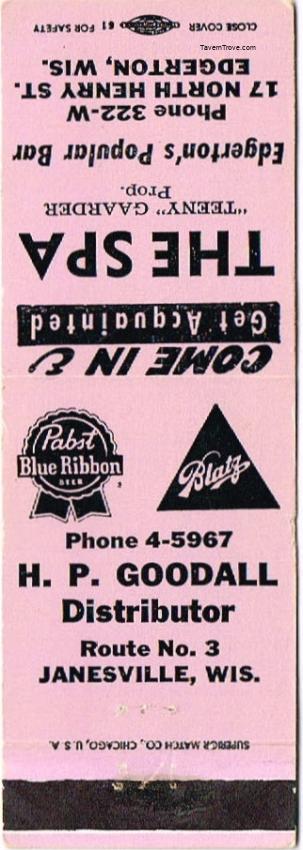 TavernTrove.com
COME IN &
Get Acquainted
THE SPA
"TEENY" GAARDER
Prop.
Edgerton's Popular Bar
Phone 322-W
17 NORTH HENRY ST.
EDGERTON, WIS.
CLOSE COVER 61 FOR SAFETY
Pabst
Blue Ribbon
BEER
Blatz
Phone 4-5967
H. P. GOODALL
Distributor
Route No. 3
JANESVILLE, WIS.
SUPERIOR MATCH CO., CHICAGO, U. S. A.